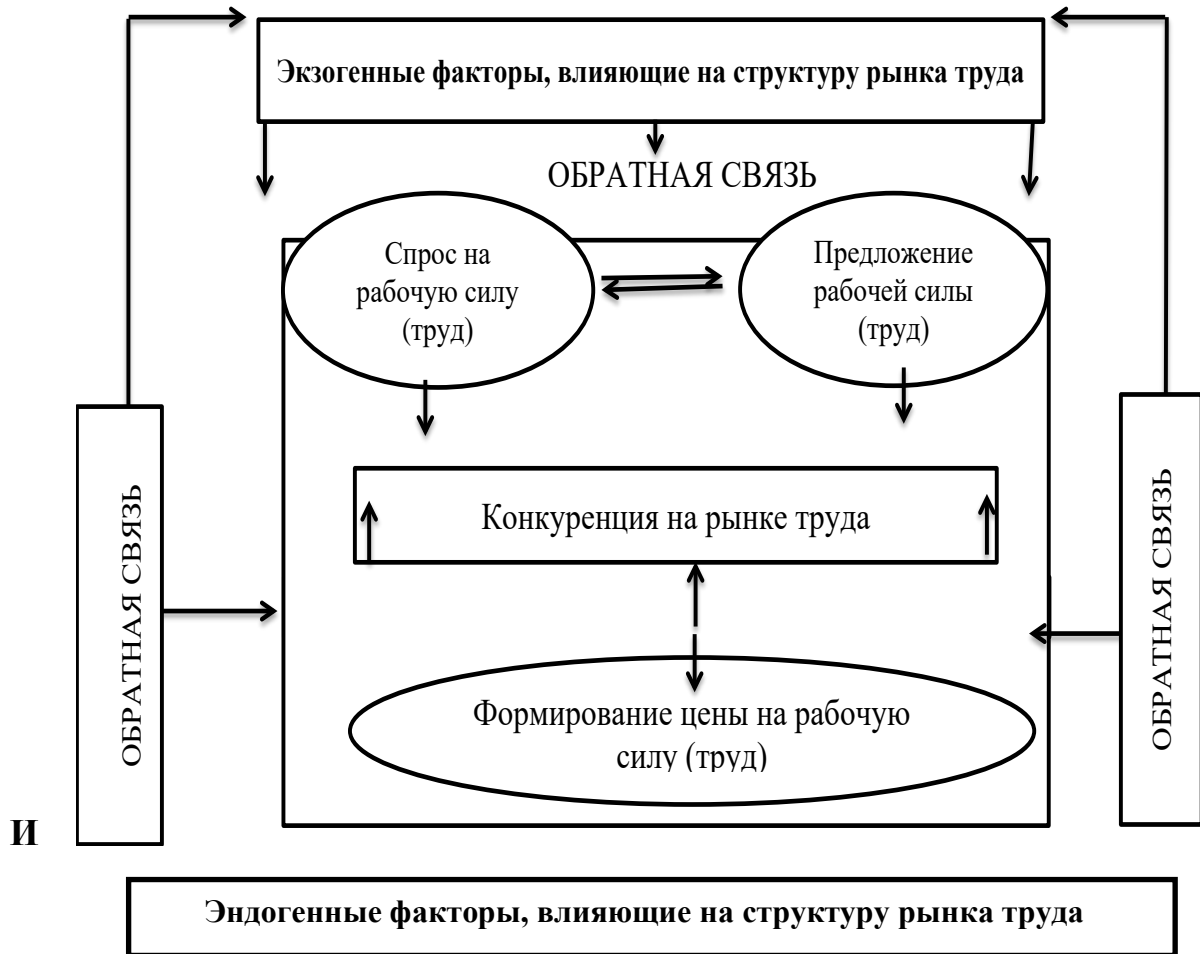 Экзогенные факторы, влияющие на структуру рынка труда
ОБРАТНАЯ СВЯЗЬ
Спрос на
рабочую силу
(труд)
Предложение
рабочей силы
(труд)
ОБРАТНАЯ СВЯЗЬ
Конкуренция на рынке труда
ОБРАТНАЯ СВЯЗЬ
Формирование цены на рабочую
силу (труд)
И
Эндогенные факторы, влияющие на структуру рынка труда